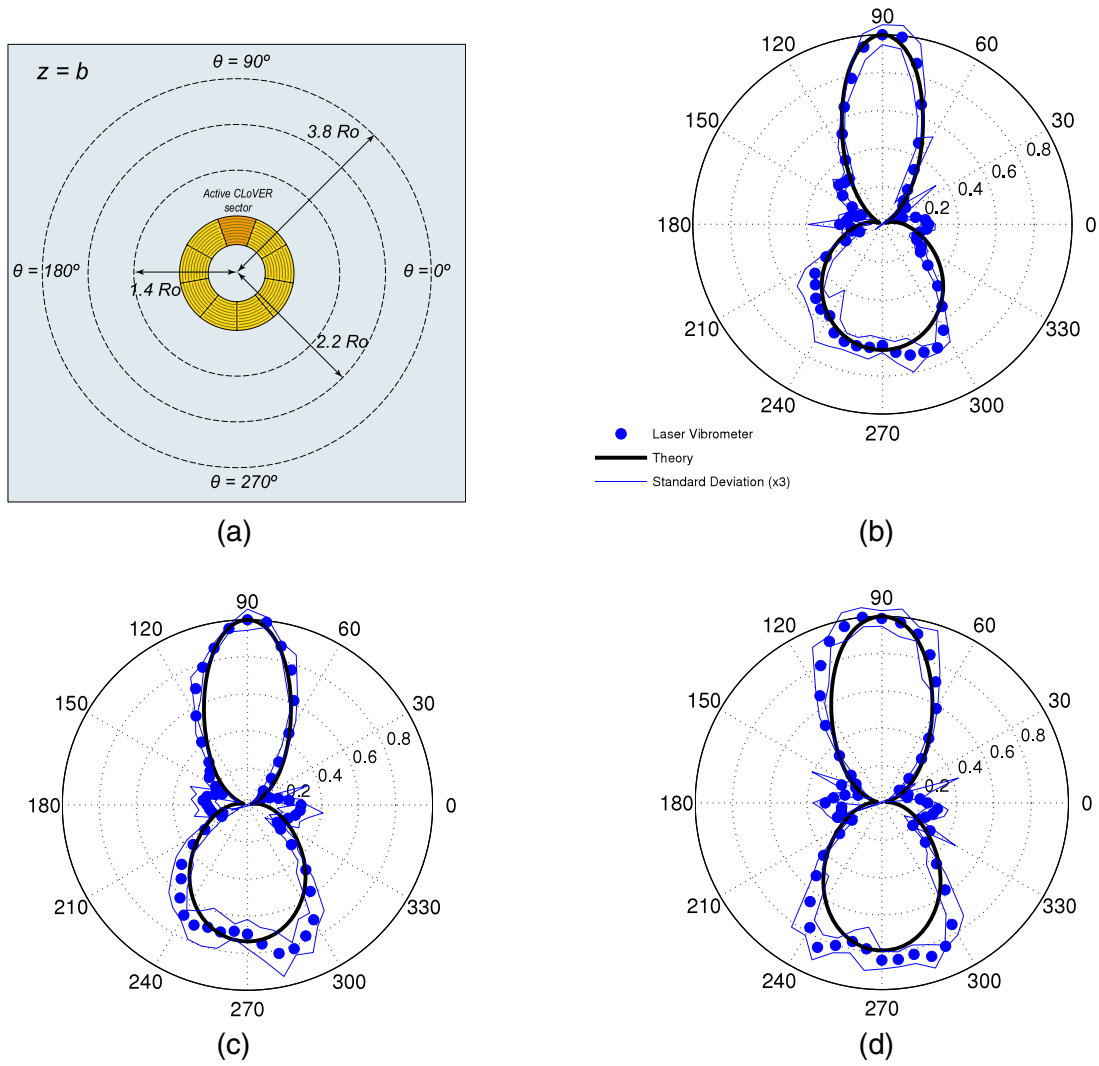 z = b
θ = 90º
3.8 Ro
Active CLoVER
sector
θ = 180º
θ = 0º
1.4 Ro
2.2 Ro
θ = 270º
(a)
90
120
60
150
30
0.8
0.6
0.4
0.2
180
0
210
330
240
300
270
Laser Vibrometer
Theory
Standard Deviation (x3)
(b)
90
120
60
150
30
0.8
0.6
0.4
0.2
180
0
210
330
240
300
270
(c)
90
120
60
150
30
0.8
0.6
0.4
0.2
180
0
210
330
240
300
270
(d)